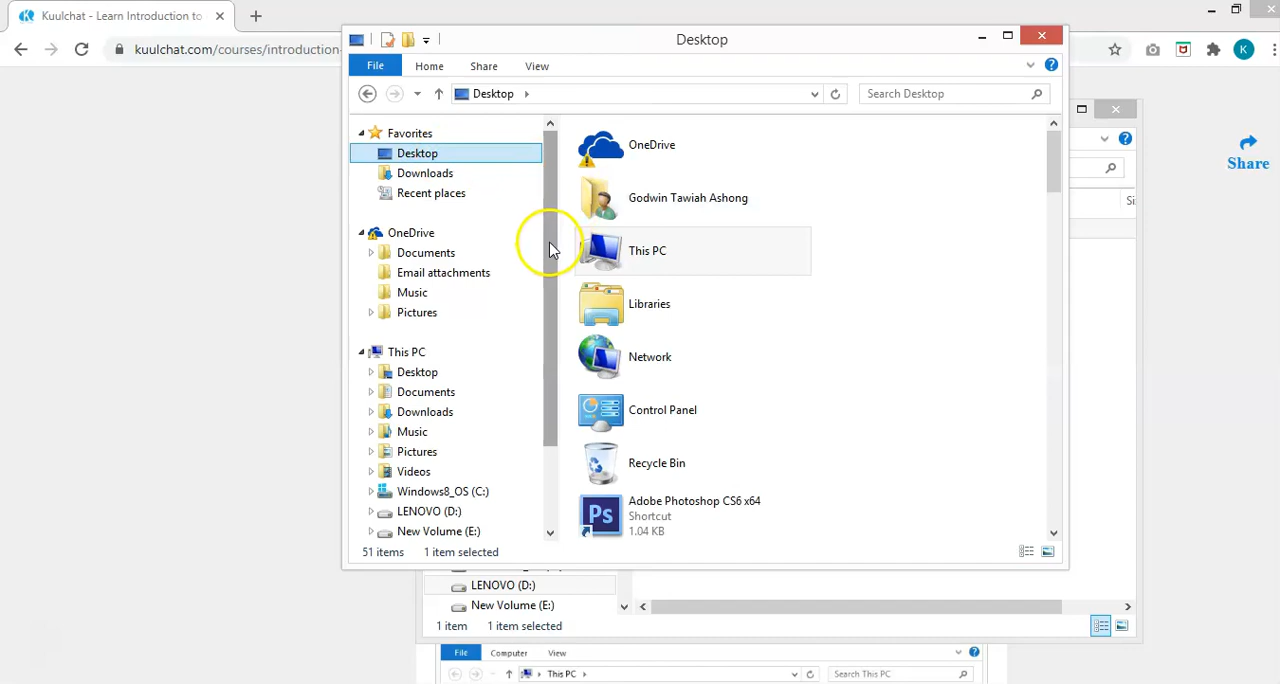 Kuulchat - Learn Introduction to
kuulchat.com/courses/introduction-
Desktop
File Home Share View
Desktop
Search Desktop
Favorites
Desktop
Downloads
Recent places
OneDrive
Documents
Email attachments
Music
Pictures
This PC
Desktop
Documents
Downloads
Music
Pictures
Videos
Windows8_OS (C:)
LENOVO (D:)
New Volume (E:)
OneDrive
Godwin Tawiah Ashong
This PC
Libraries
Network
Control Panel
Recycle Bin
Ps
Adobe Photoshop CS6 x64
Shortcut
1.04 KB
51 items 1 item selected
K
Share
Si
LENOVO (D:)
New Volume (E:)
1 item 1 item selected
File Computer View
This PC
Search This PC